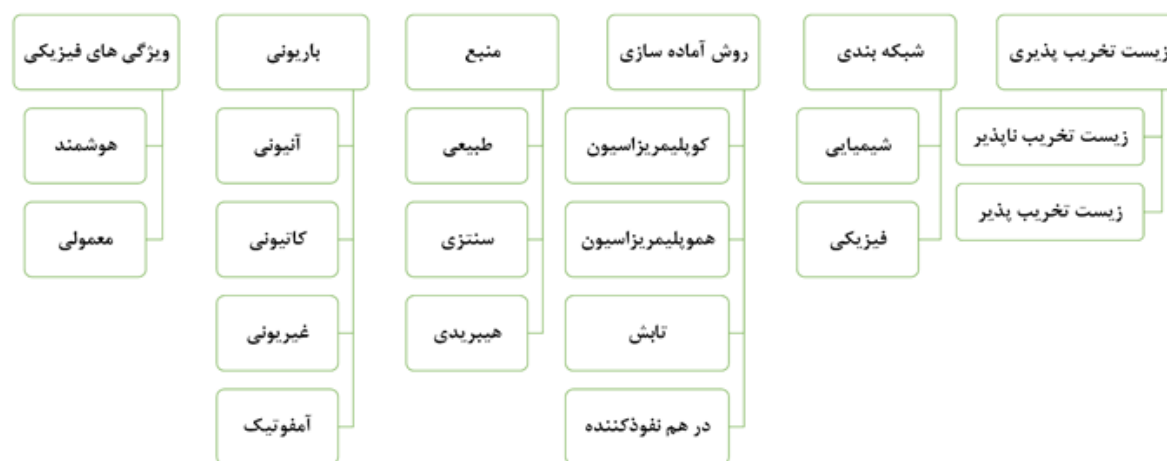 زیست تخریب پذیری
زیست تخریب ناپذیر
زیست تخریب پذیر
شبکه بندی
شیمیایی
فیزیکی
روش آماده سازی
کوپلیمریزاسیون
هموپلیمریزاسیون
تابش
در هم نفوذکننده
منبع
طبیعی
سنتزی
هیبریدی
باریونی
آنیونی
کاتیونی
غیریونی
آمفوتیک
ویژگی های فیزیکی
هوشمند
معمولی